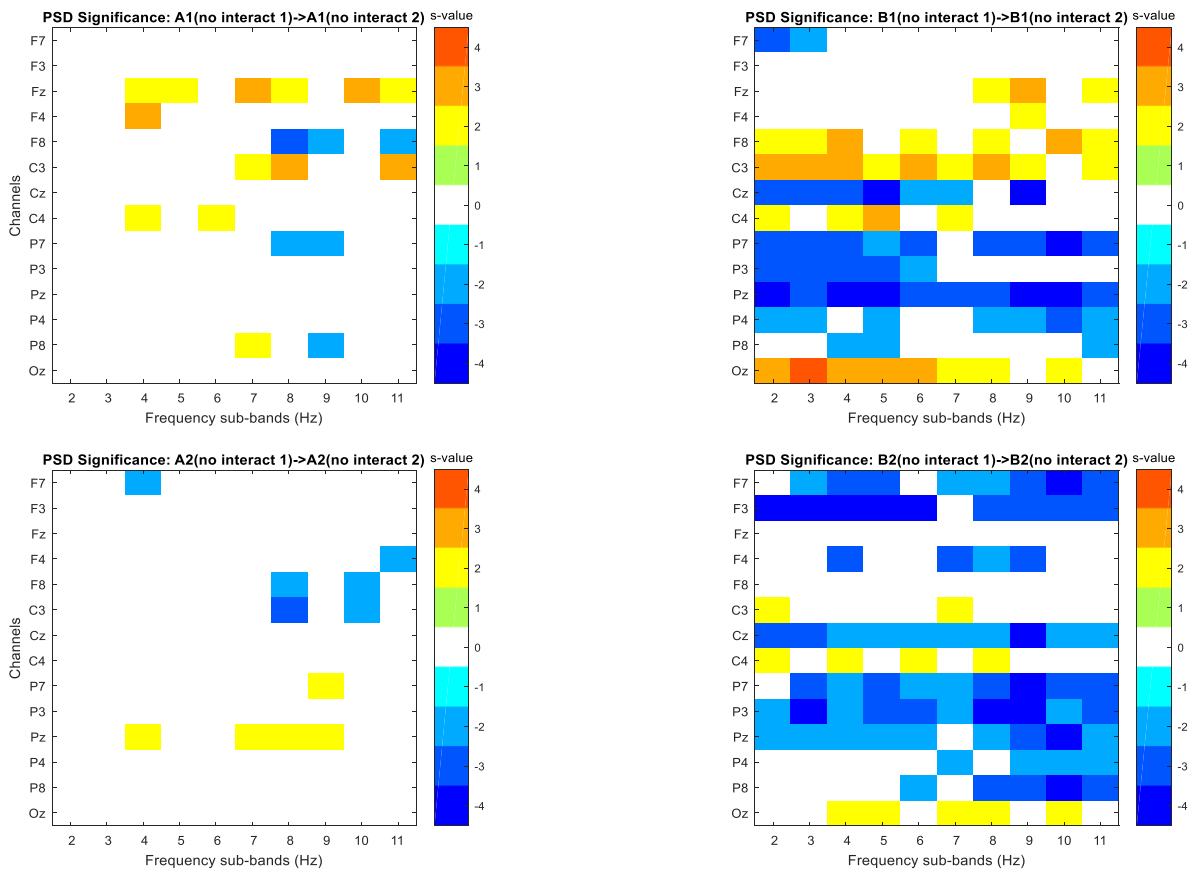 PSD Significance: A1(no interact 1)->A1(no interact 2)
s-value
Channels
F7
F3
Fz
F4
F8
C3
Cz
C4
P7
P3
Pz
P4
P8
Oz
4
3
2
1
0
-1
-2
-3
-4
2 3 4 5 6 7 8 9 10 11
Frequency sub-bands (Hz)
PSD Significance: B1(no interact 1)->B1(no interact 2)
s-value
F7
F3
Fz
F4
F8
C3
Cz
C4
P7
P3
Pz
P4
P8
Oz
4
3
2
1
0
-1
-2
-3
-4
2 3 4 5 6 7 8 9 10 11
Frequency sub-bands (Hz)
PSD Significance: A2(no interact 1)->A2(no interact 2)
s-value
Channels
F7
F3
Fz
F4
F8
C3
Cz
C4
P7
P3
Pz
P4
P8
Oz
4
3
2
1
0
-1
-2
-3
-4
2 3 4 5 6 7 8 9 10 11
Frequency sub-bands (Hz)
PSD Significance: B2(no interact 1)->B2(no interact 2)
s-value
F7
F3
Fz
F4
F8
C3
Cz
C4
P7
P3
Pz
P4
P8
Oz
4
3
2
1
0
-1
-2
-3
-4
2 3 4 5 6 7 8 9 10 11
Frequency sub-bands (Hz)